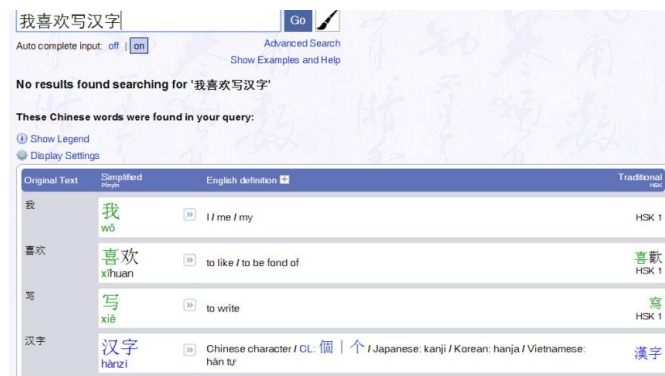 我喜欢写汉字 Go
Auto complete input: off | on Advanced Search
Show Examples and Help
No results found searching for '我喜欢写汉字'
These Chinese words were found in your query:
Show Legend
Display Settings
Original Text Simplified English definition Traditional
Pinyin HSK
我 我 » I / me / my
wǒ HSK 1
喜欢 喜欢 » to like / to be fond of 喜歡
xǐhuan HSK 1
写 写 » to write 寫
xiě HSK 1
汉字 汉字 » Chinese character / CL: 個 | 个 / Japanese: kanji / Korean: hanja / Vietnamese: 漢字
hànzì hán tự